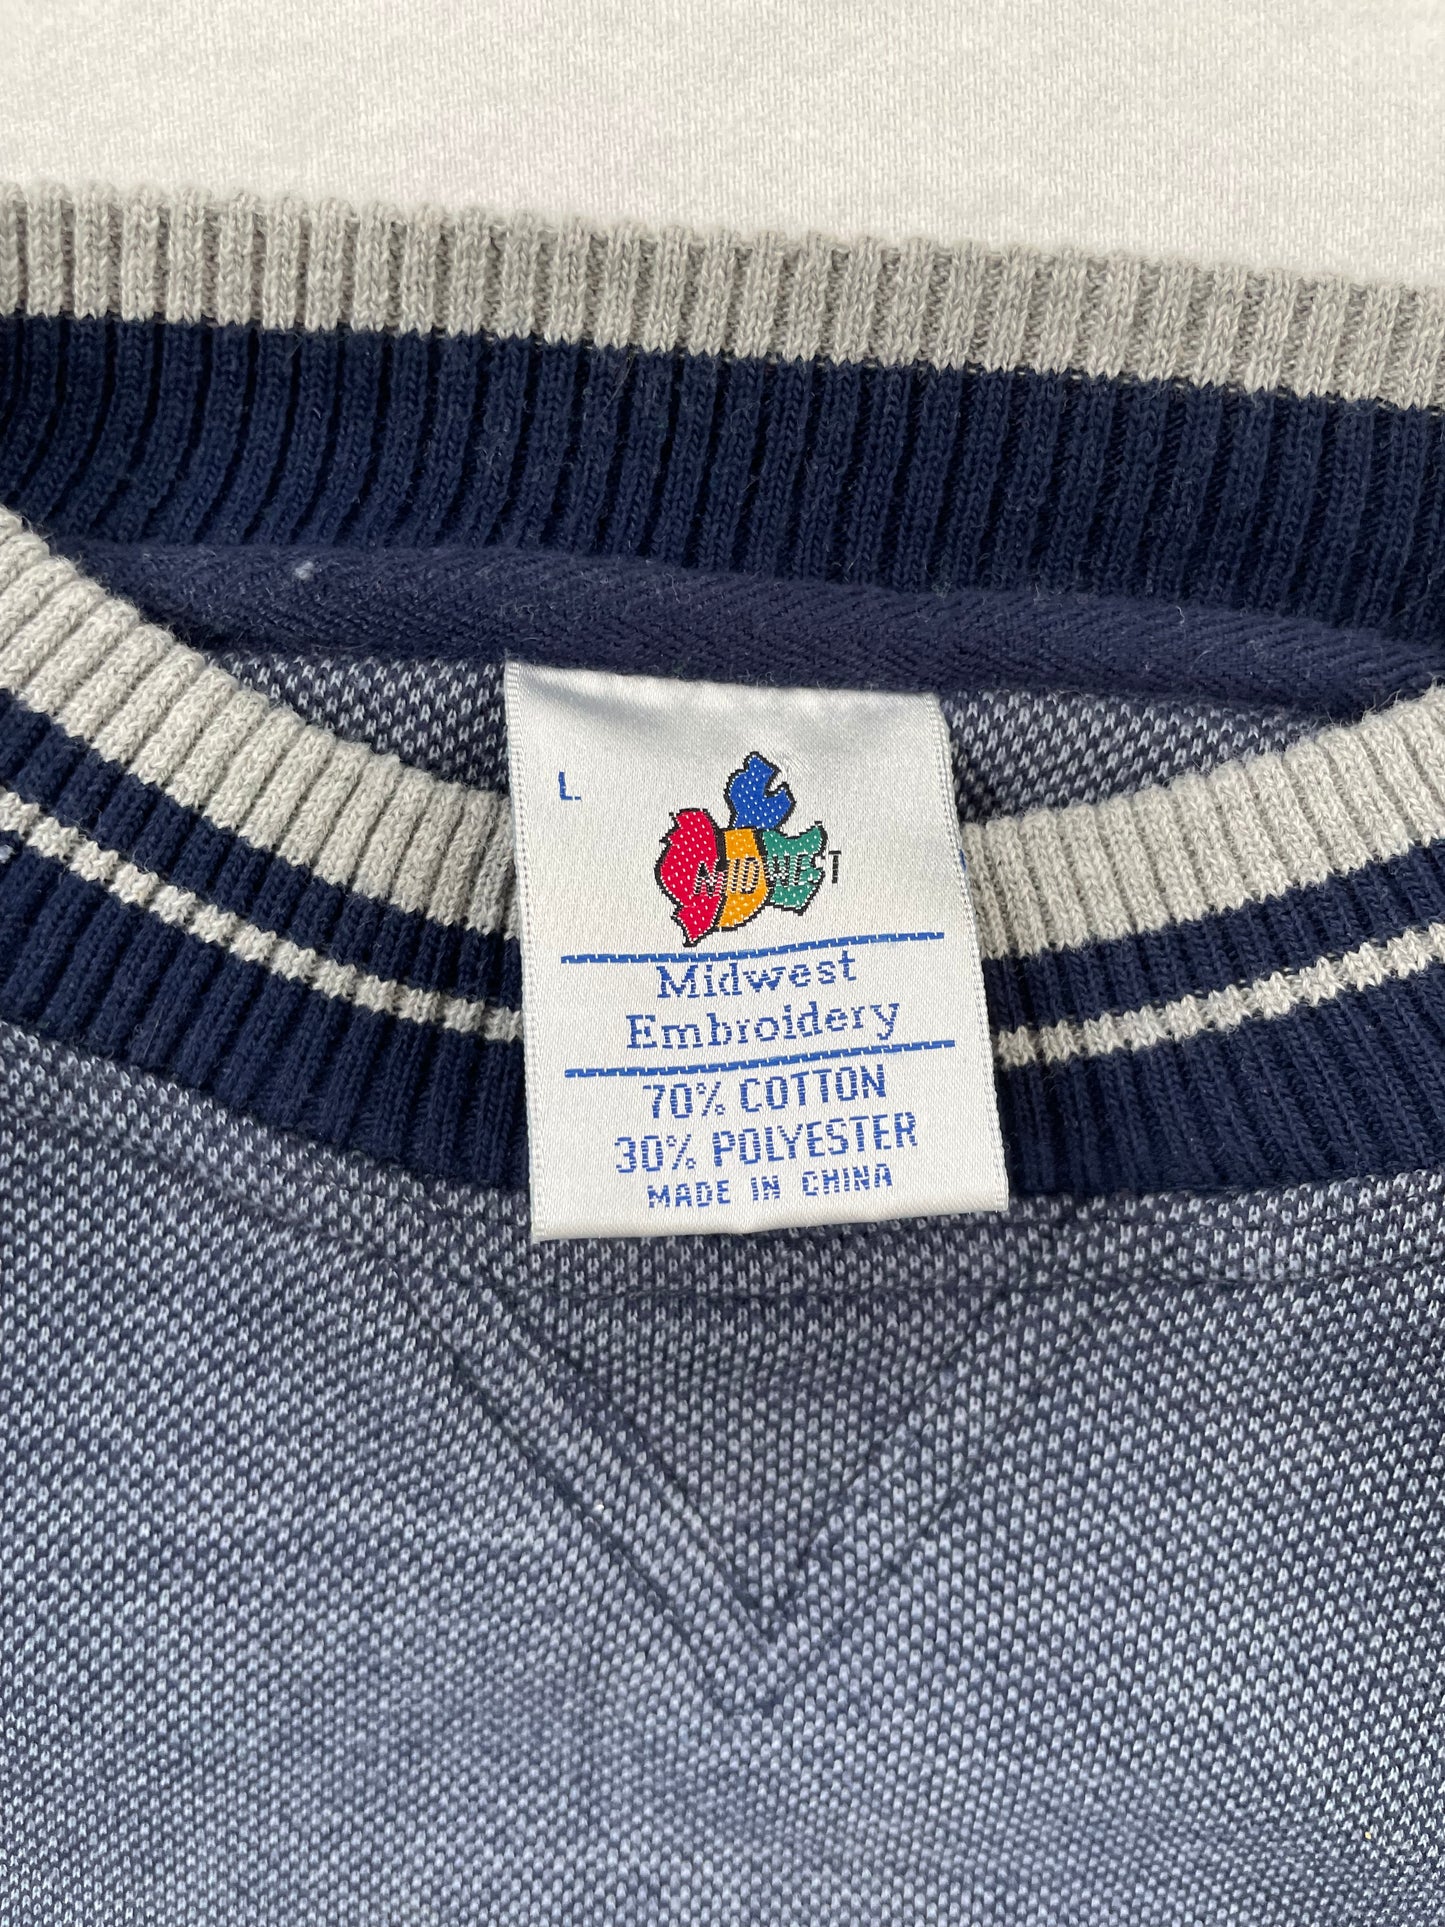 L.
MIDWEST
Midwest
Embroidery
70% COTTON
30% POLYESTER
MADE IN CHINA